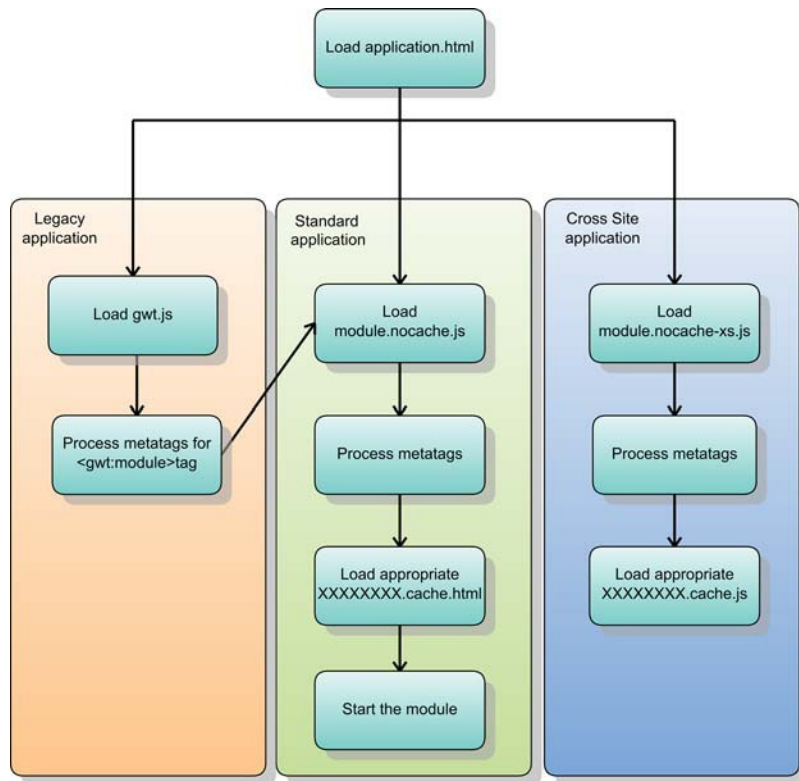 Load application.html
Legacy
application
Load gwt.js
Process metatags for
<gwt:module>tag
Standard
application
Load
module.nocache.js
Process metatags
Load appropriate
XXXXXXXX.cache.html
Start the module
Cross Site
application
Load
module.nocache-xs.js
Process metatags
Load appropriate
XXXXXXXX.cache.js